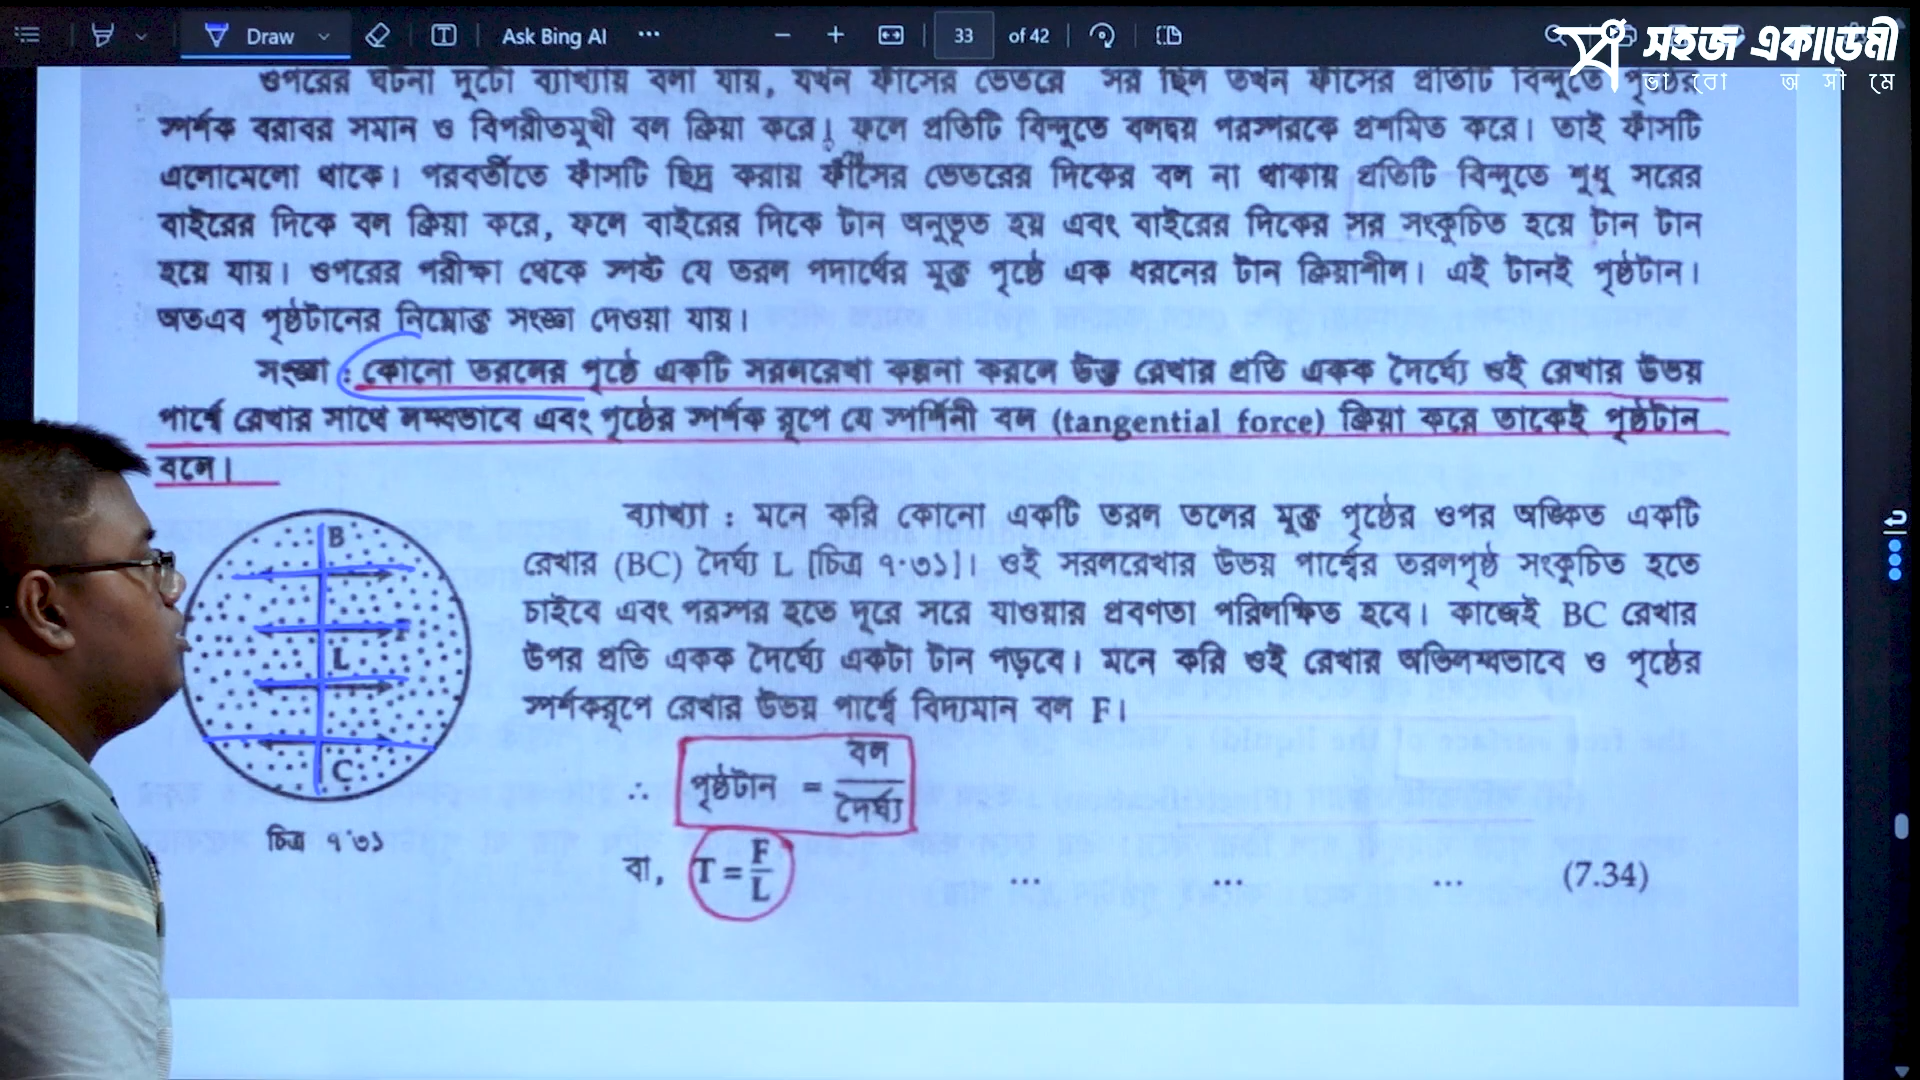 Draw
Ask Bing AI
33 of 42
সহজ একাডেমী
ভা বো অ সী মে
ওপরের ঘটনা দুটো ব্যাখ্যায় বলা যায়, যখন ফাঁসের ভেতরে সর ছিল তখন ফাঁসের প্রতিটি বিন্দুতে পৃষ্ঠের
স্পর্শক বরাবর সমান ও বিপরীতমুখী বল ক্রিয়া করে। ফলে প্রতিটি বিন্দুতে বলদ্বয় পরস্পরকে প্রশমিত করে। তাই ফাঁসটি
এলোমেলো থাকে। পরবর্তীতে ফাঁসটি ছিদ্র করায় ফাঁসের ভেতরের দিকের বল না থাকায় প্রতিটি বিন্দুতে শুধু সরের
বাইরের দিকে বল ক্রিয়া করে, ফলে বাইরের দিকে টান অনুভূত হয় এবং বাইরের দিকের সর সংকুচিত হয়ে টান টান
হয়ে যায়। ওপরের পরীক্ষা থেকে স্পষ্ট যে তরল পদার্থের মুক্ত পৃষ্ঠে এক ধরনের টান ক্রিয়াশীল। এই টানই পৃষ্ঠটান।
অতএব পৃষ্ঠটানের নিম্নোক্ত সংজ্ঞা দেওয়া যায়।
সংজ্ঞা : কোনো তরলের পৃষ্ঠে একটি সরলরেখা কল্পনা করলে উক্ত রেখার প্রতি একক দৈর্ঘ্যে ওই রেখার উভয়
পার্শ্বে রেখার সাথে লম্বভাবে এবং পৃষ্ঠের স্পর্শক রূপে যে স্পর্শিনী বল (tangential force) ক্রিয়া করে তাকেই পৃষ্ঠটান
বলে।
ব্যাখ্যা : মনে করি কোনো একটি তরল তলের মুক্ত পৃষ্ঠের ওপর অঙ্কিত একটি
রেখার (BC) দৈর্ঘ্য L [চিত্র ৭·৩১]। ওই সরলরেখার উভয় পার্শ্বের তরলপৃষ্ঠ সংকুচিত হতে
চাইবে এবং পরস্পর হতে দূরে সরে যাওয়ার প্রবণতা পরিলক্ষিত হবে। কাজেই BC রেখার
উপর প্রতি একক দৈর্ঘ্যে একটা টান পড়বে। মনে করি ওই রেখার অভিলম্বভাবে ও পৃষ্ঠের
স্পর্শকরূপে রেখার উভয় পার্শ্বে বিদ্যমান বল F।
B
L
C
চিত্র ৭·৩১
∴ পৃষ্ঠটান = বল / দৈর্ঘ্য
বা, T = F / L ... ... ... (7.34)